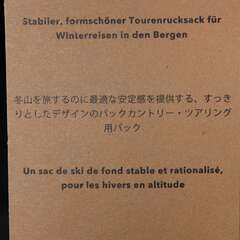 Stabiler, formschöner Tourenrucksack für
Winterreisen in den Bergen
冬山を旅するのに最適な安定感を提供する、すっき
りとしたデザインのバックカントリー・ツアリング
用パック
Un sac de ski de fond stable et rationalisé,
pour les hivers en altitude